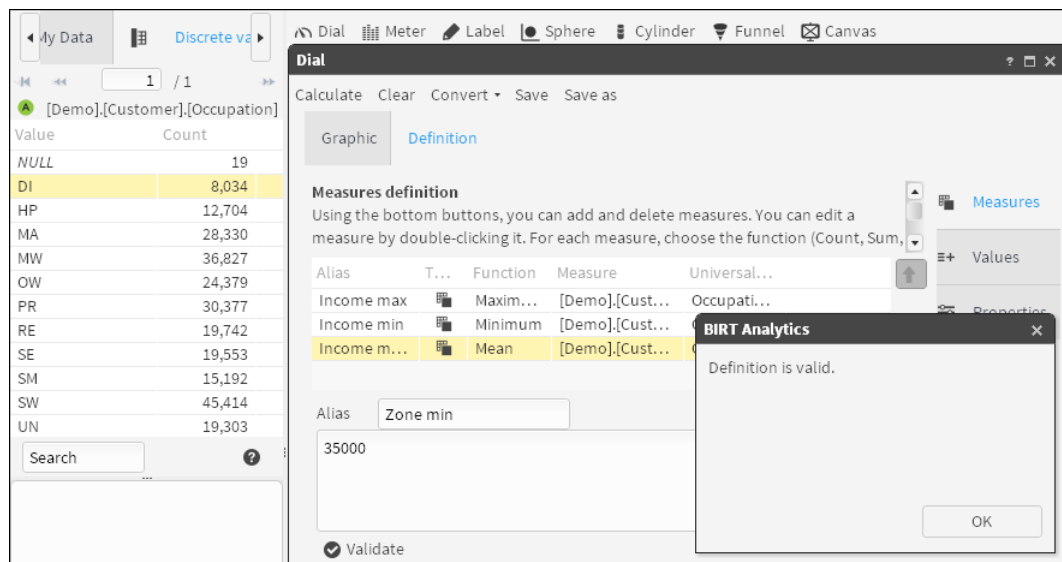 My Data
Discrete va
Dial Meter Label Sphere Cylinder Funnel Canvas
Dial
? 
1 / 1
A [Demo].[Customer].[Occupation]
Value Count
NULL 19
DI 8,034
HP 12,704
MA 28,330
MW 36,827
OW 24,379
PR 30,377
RE 19,742
SE 19,553
SM 15,192
SW 45,414
UN 19,303
Search
?
Calculate Clear Convert Save Save as
Graphic Definition
Measures definition
Using the bottom buttons, you can add and delete measures. You can edit a
measure by double-clicking it. For each measure, choose the function (Count, Sum,
Alias T... Function Measure Universal...
Income max Maxim... [Demo].[Cust... Occupati...
Income min Minimum [Demo].[Cust...
Income m... Mean [Demo].[Cust...
Alias Zone min
35000
Validate
Measures
Values
Properties
BIRT Analytics
Definition is valid.
OK